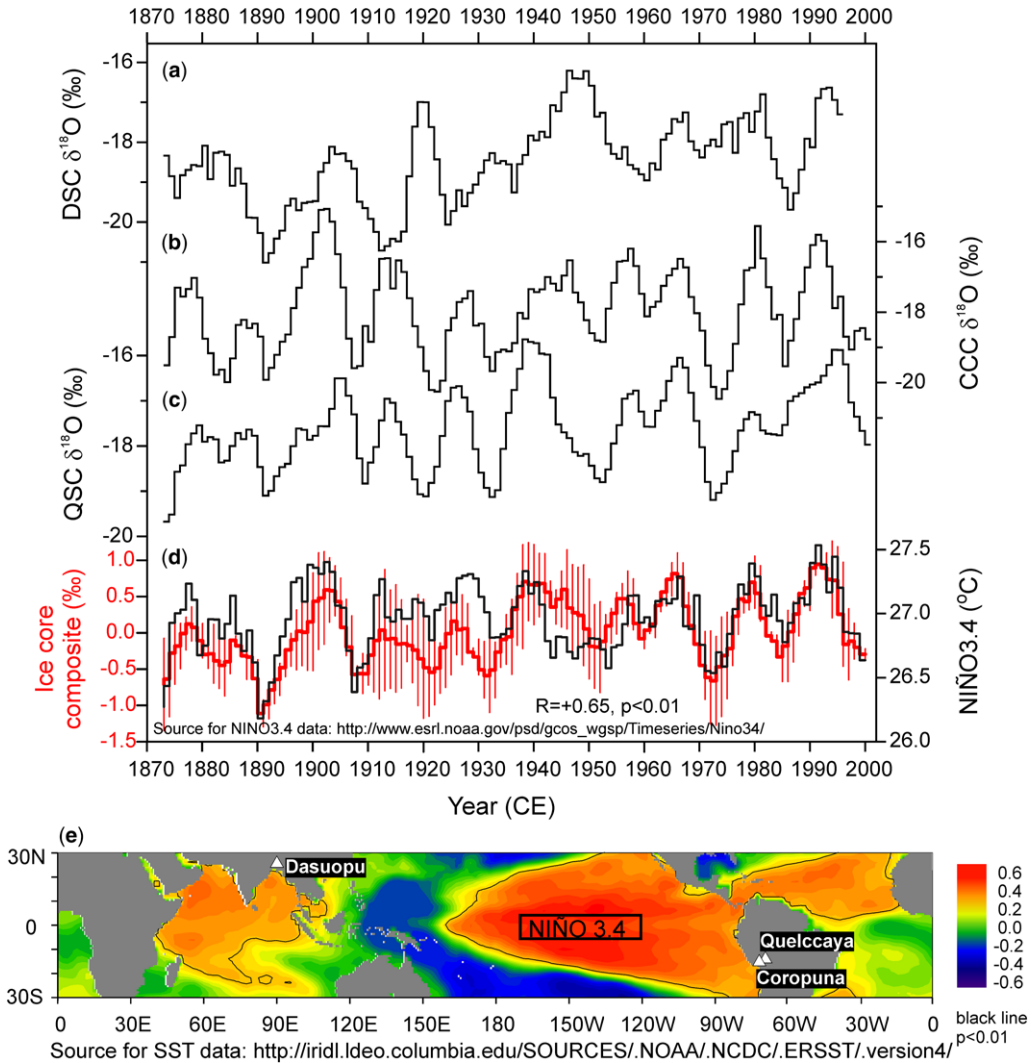 1870 1880 1890 1900 1910 1920 1930 1940 1950 1960 1970 1980 1990 2000
(a)
-16
-18
-20
DSC δ¹⁸O (‰)
(b)
-16
-18
-20
CCC δ¹⁸O (‰)
(c)
-16
-18
-20
QSC δ¹⁸O (‰)
(d)
1.0
0.5
0.0
-0.5
-1.0
-1.5
Ice core
composite (‰)
27.5
27.0
26.5
26.0
NIÑO3.4 (°C)
R=+0.65, p<0.01
Source for NINO3.4 data: http://www.esrl.noaa.gov/psd/gcos_wgsp/Timeseries/Nino34/
1870 1880 1890 1900 1910 1920 1930 1940 1950 1960 1970 1980 1990 2000
Year (CE)
(e)
30N
0
30S
Dasuopu
NIÑO 3.4
Quelccaya
Coropuna
0.6
0.4
0.2
0.0
-0.2
-0.4
-0.6
black line
p<0.01
0 30E 60E 90E 120E 150E 180 150W 120W 90W 60W 30W 0
Source for SST data: http://iridl.ldeo.columbia.edu/SOURCES/.NOAA/.NCDC/.ERSST/.version4/